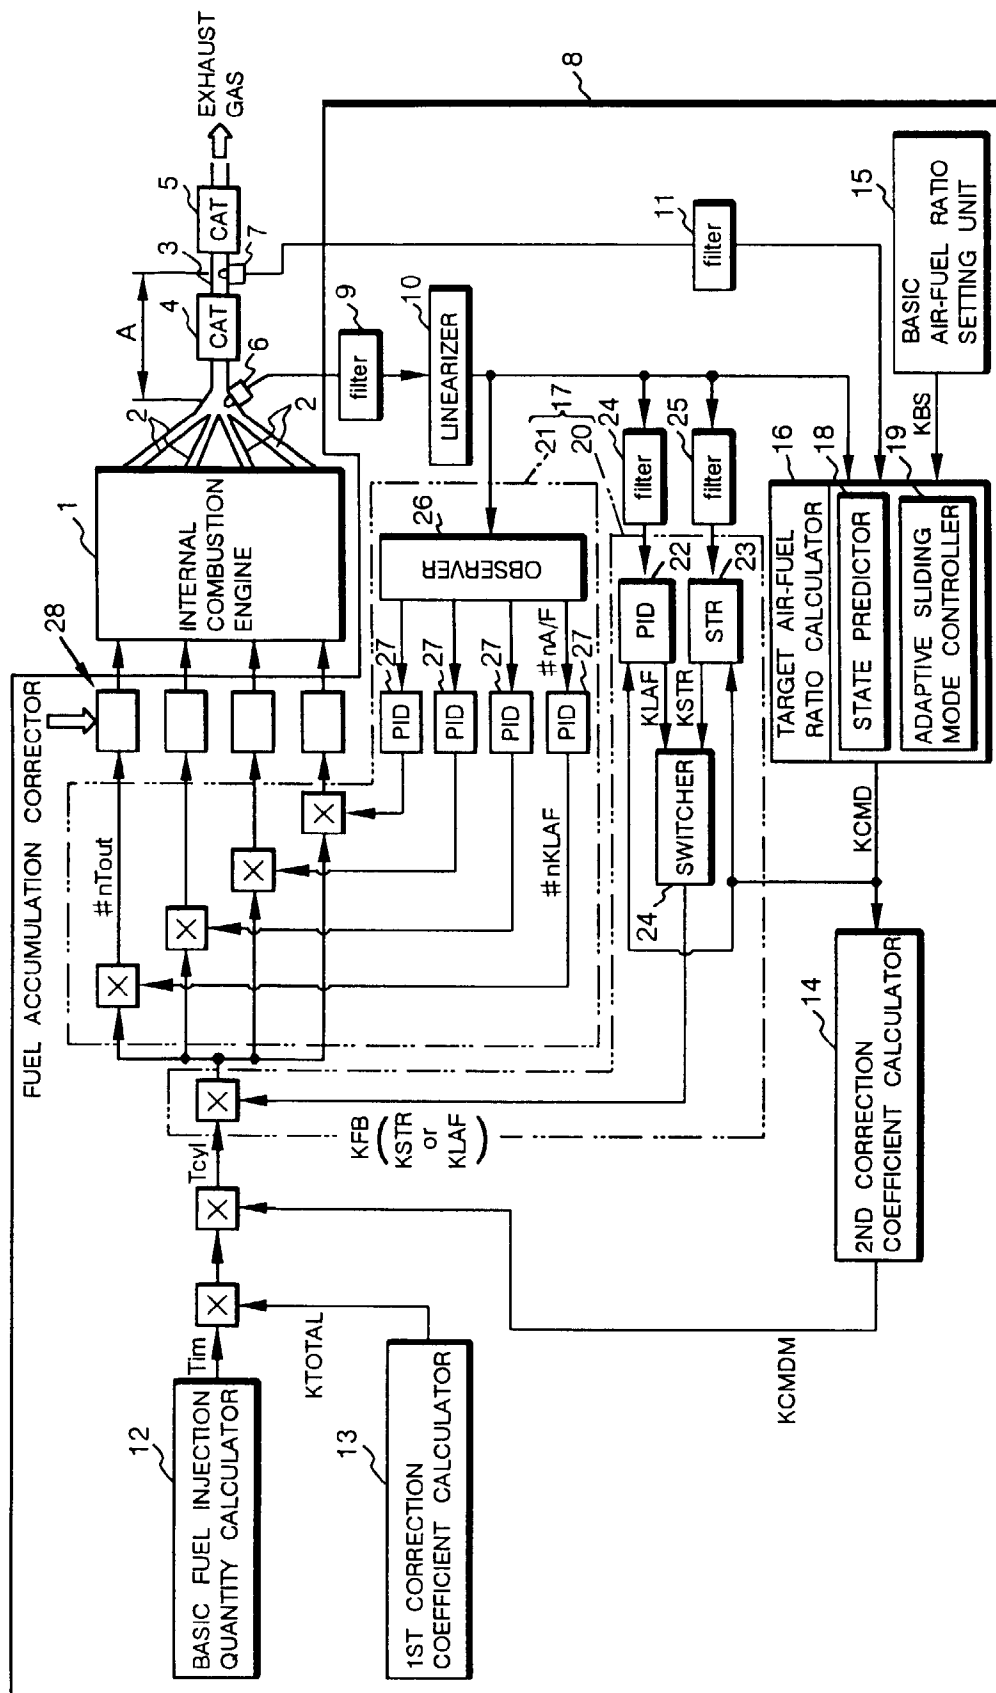 FUEL ACCUMULATION CORRECTOR
28
1
INTERNAL
COMBUSTION
ENGINE
2
2
A
4
CAT
3
5
CAT
7
6
EXHAUST
GAS
8
9
filter
10
LINEARIZER
11
filter
#nTout
×
×
×
×
26
OBSERVER
27
PID
27
PID
27
PID
27
PID
#nA/F
#nKLAF
21
17
20
24
filter
25
filter
22
PID
23
STR
KLAF
KSTR
SWITCHER
24
12
BASIC FUEL INJECTION
QUANTITY CALCULATOR
Tim
×
×
Tcyl
×
KTOTAL
13
1ST CORRECTION
COEFFICIENT CALCULATOR
KFB
KSTR
or
KLAF
KCMDM
14
2ND CORRECTION
COEFFICIENT CALCULATOR
KCMD
16
TARGET AIR-FUEL
RATIO CALCULATOR
18
STATE PREDICTOR
19
ADAPTIVE SLIDING
MODE CONTROLLER
KBS
15
BASIC
AIR-FUEL RATIO
SETTING UNIT